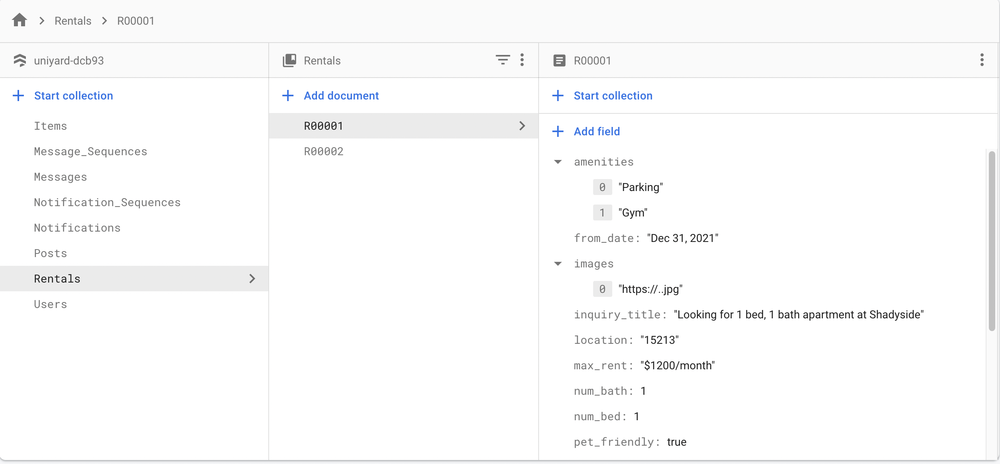 Rentals R00001
uniyard-dcb93
Start collection
Items
Message_Sequences
Messages
Notification_Sequences
Notifications
Posts
Rentals
Users
Rentals
Add document
R00001
R00002
R00001
Start collection
Add field
amenities
0 "Parking"
1 "Gym"
from_date: "Dec 31, 2021"
images
0 "https://..jpg"
inquiry_title: "Looking for 1 bed, 1 bath apartment at Shadyside"
location: "15213"
max_rent: "$1200/month"
num_bath: 1
num_bed: 1
pet_friendly: true